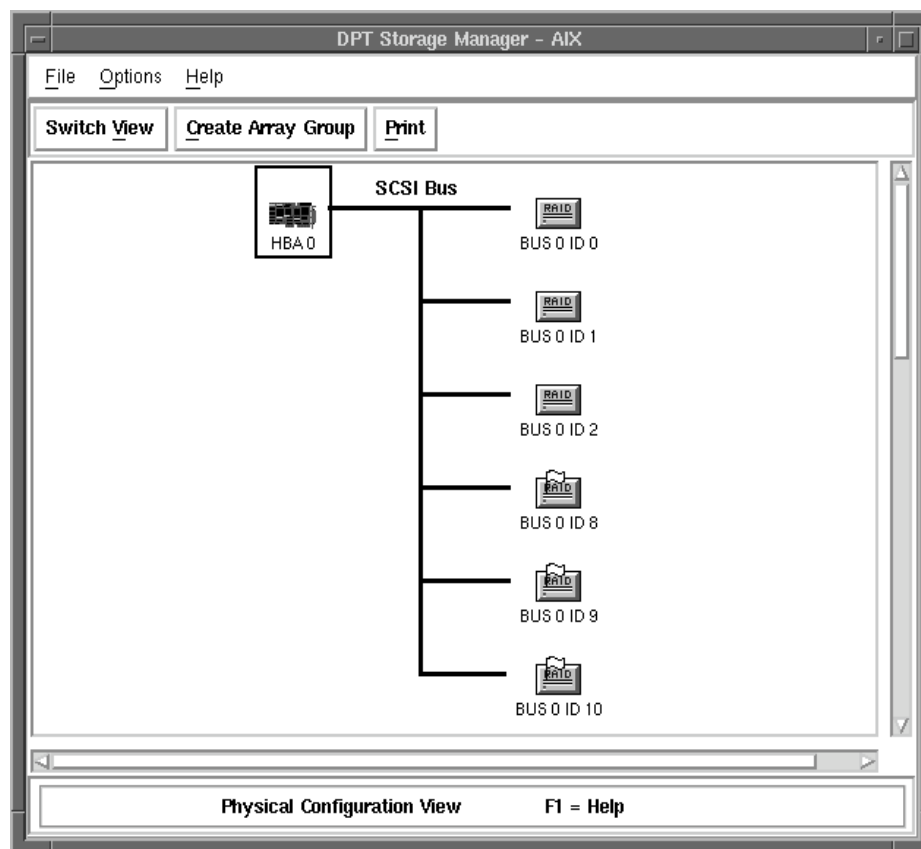 DPT Storage Manager - AIX
File Options Help
Switch View Create Array Group Print
SCSI Bus
HBA 0
RAID
BUS 0 ID 0
RAID
BUS 0 ID 1
RAID
BUS 0 ID 2
RAID
BUS 0 ID 8
RAID
BUS 0 ID 9
RAID
BUS 0 ID 10
Physical Configuration View F1 = Help